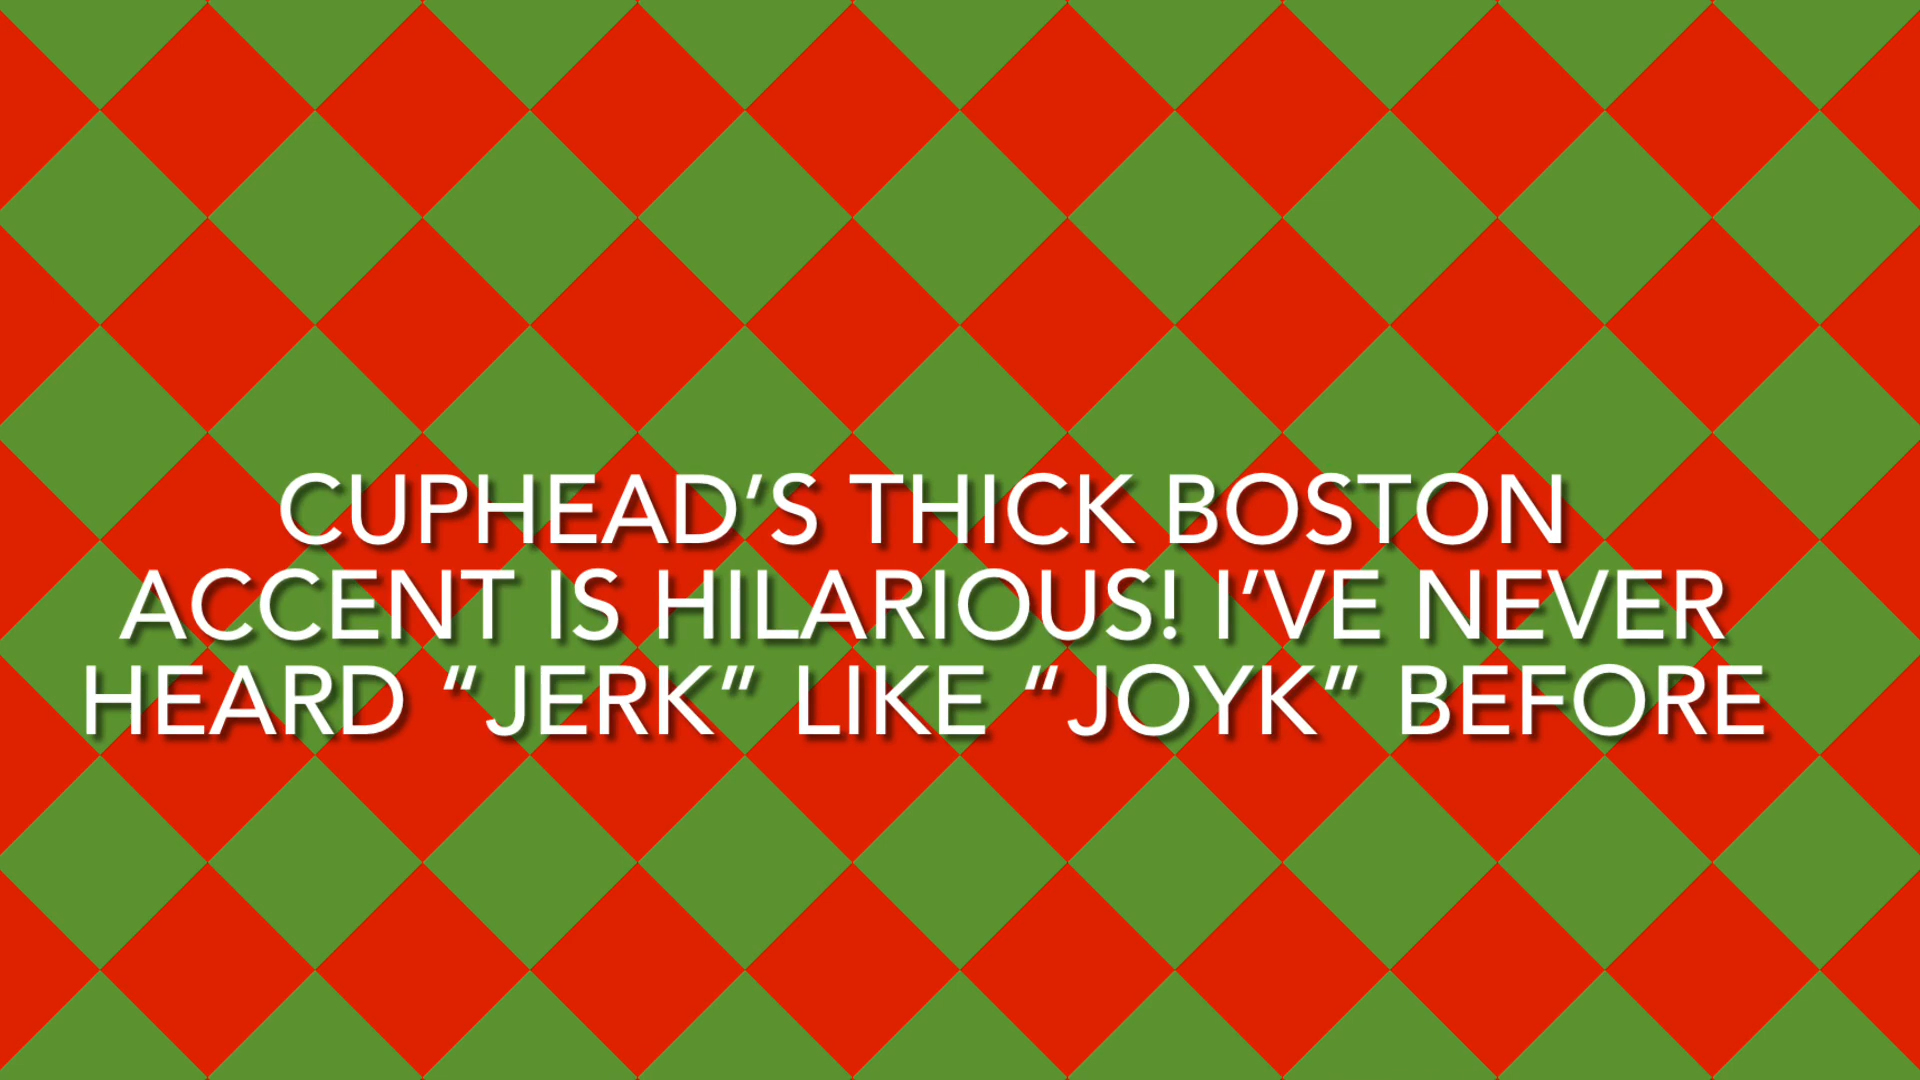 CUPHEAD’S THICK BOSTON
ACCENT IS HILARIOUS! I’VE NEVER
HEARD “JERK” LIKE “JOYK” BEFORE